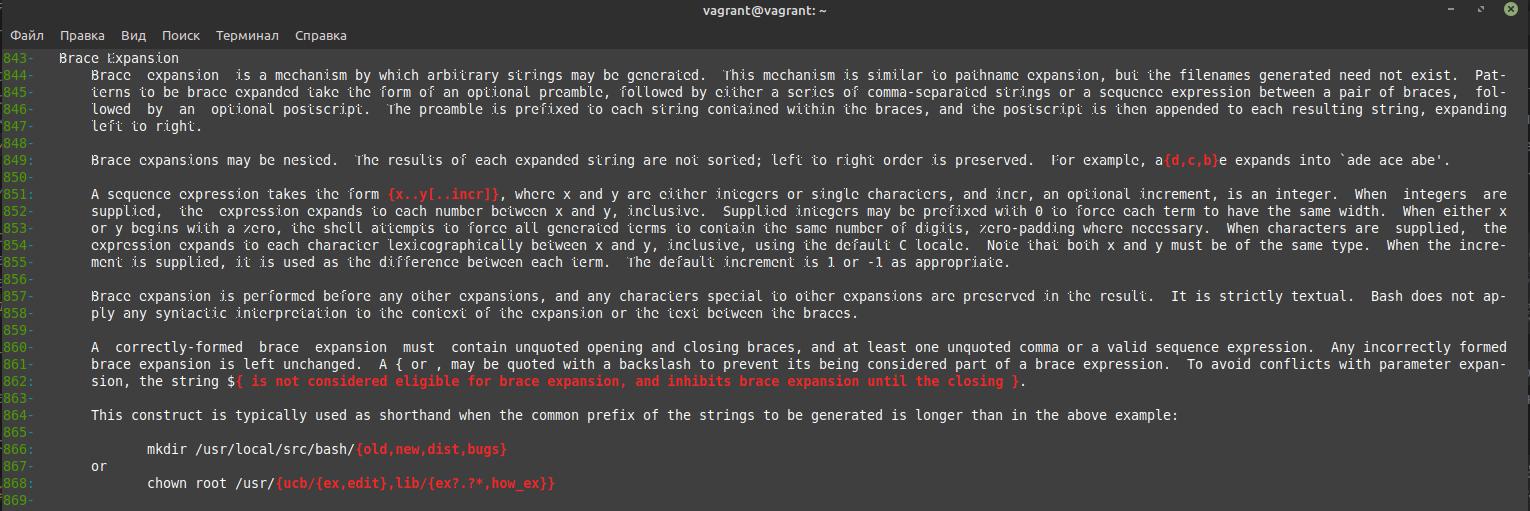 vagrant@vagrant: ~
Файл Правка Вид Поиск Терминал Справка
843-   Brace Expansion
844-       Brace  expansion  is a mechanism by which arbitrary strings may be generated.  This mechanism is similar to pathname expansion, but the filenames generated need not exist.  Pat-
845-       terns to be brace expanded take the form of an optional preamble, followed by either a series of comma-separated strings or a sequence expression between a pair of braces,  fol-
846-       lowed  by  an  optional postscript.  The preamble is prefixed to each string contained within the braces, and the postscript is then appended to each resulting string, expanding
847-       left to right.
848-
849:       Brace expansions may be nested.  The results of each expanded string are not sorted; left to right order is preserved.  For example, a{d,c,b}e expands into `ade ace abe'.
850-
851:       A sequence expression takes the form {x..y[..incr]}, where x and y are either integers or single characters, and incr, an optional increment, is an integer.  When  integers  are
852-       supplied,  the  expression expands to each number between x and y, inclusive.  Supplied integers may be prefixed with 0 to force each term to have the same width.  When either x
853-       or y begins with a zero, the shell attempts to force all generated terms to contain the same number of digits, zero-padding where necessary.  When characters are  supplied,  the
854-       expression expands to each character lexicographically between x and y, inclusive, using the default C locale.  Note that both x and y must be of the same type.  When the incre-
855-       ment is supplied, it is used as the difference between each term.  The default increment is 1 or -1 as appropriate.
856-
857-       Brace expansion is performed before any other expansions, and any characters special to other expansions are preserved in the result.  It is strictly textual.  Bash does not ap-
858-       ply any syntactic interpretation to the context of the expansion or the text between the braces.
859-
860-       A  correctly-formed  brace  expansion  must  contain unquoted opening and closing braces, and at least one unquoted comma or a valid sequence expression.  Any incorrectly formed
861-       brace expansion is left unchanged.  A { or , may be quoted with a backslash to prevent its being considered part of a brace expression.  To avoid conflicts with parameter expan-
862:       sion, the string ${ is not considered eligible for brace expansion, and inhibits brace expansion until the closing }.
863-
864-       This construct is typically used as shorthand when the common prefix of the strings to be generated is longer than in the above example:
865-
866:              mkdir /usr/local/src/bash/{old,new,dist,bugs}
867-       or
868:              chown root /usr/{ucb/{ex,edit},lib/{ex?.?*,how_ex}}
869-